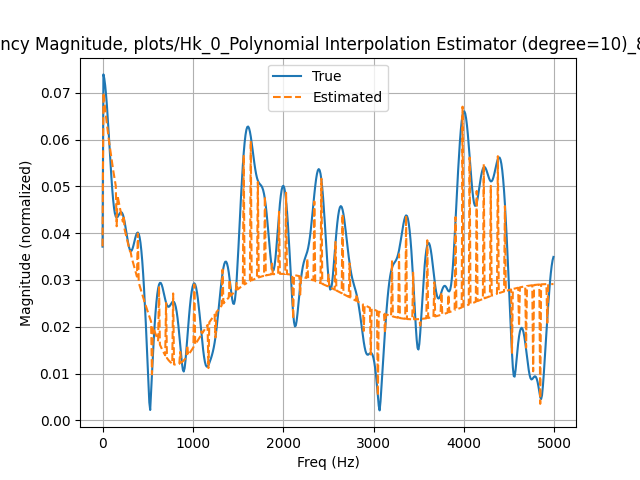 ncy Magnitude, plots/Hk_0_Polynomial Interpolation Estimator (degree=10)_8
True
Estimated
Magnitude (normalized)
0.07
0.06
0.05
0.04
0.03
0.02
0.01
0.00
0 1000 2000 3000 4000 5000
Freq (Hz)